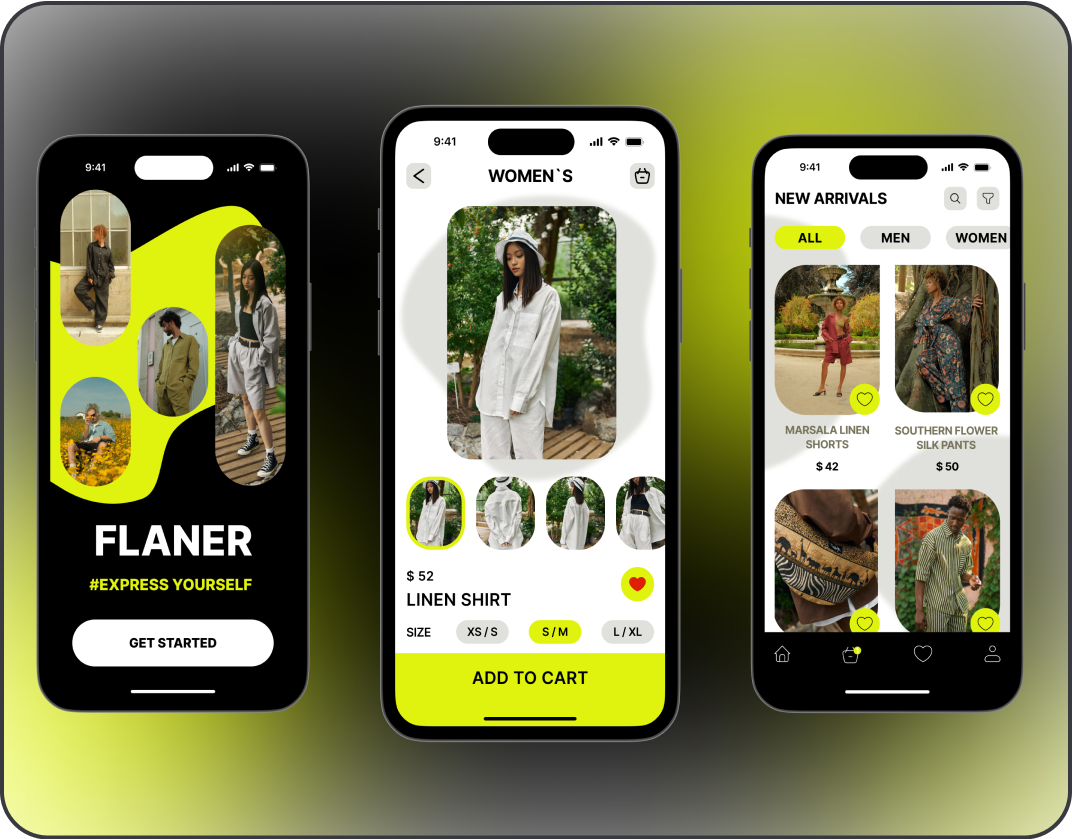 9:41
FLANER
#EXPRESS YOURSELF
GET STARTED
9:41
WOMEN`S
$ 52
LINEN SHIRT
SIZE
XS / S
S / M
L / XL
ADD TO CART
9:41
NEW ARRIVALS
ALL
MEN
WOMEN
MARSALA LINEN
SHORTS
$ 42
SOUTHERN FLOWER
SILK PANTS
$ 50